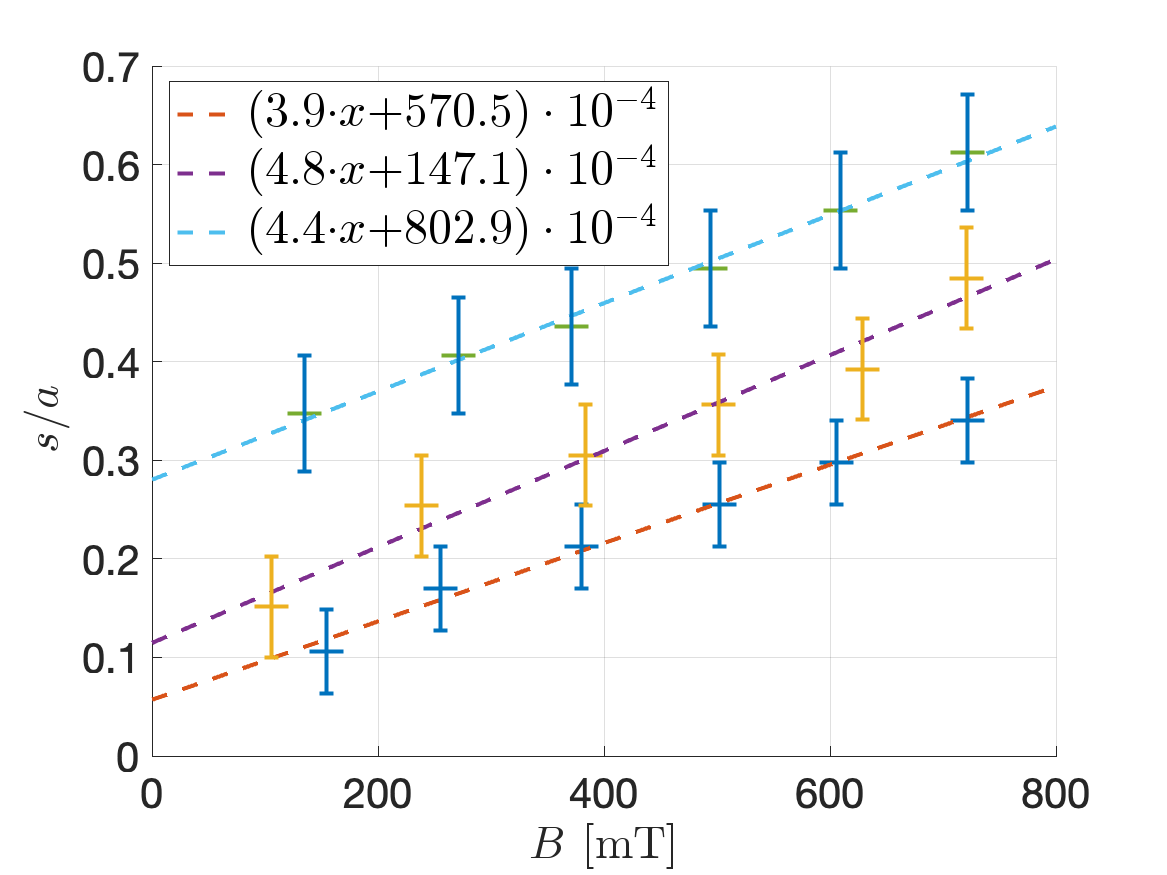 0.7
0.6
0.5
0.4
0.3
0.2
0.1
0
s/a
(3.9·x+570.5) · 10⁻⁴
(4.8·x+147.1) · 10⁻⁴
(4.4·x+802.9) · 10⁻⁴
0 200 400 600 800
B [mT]